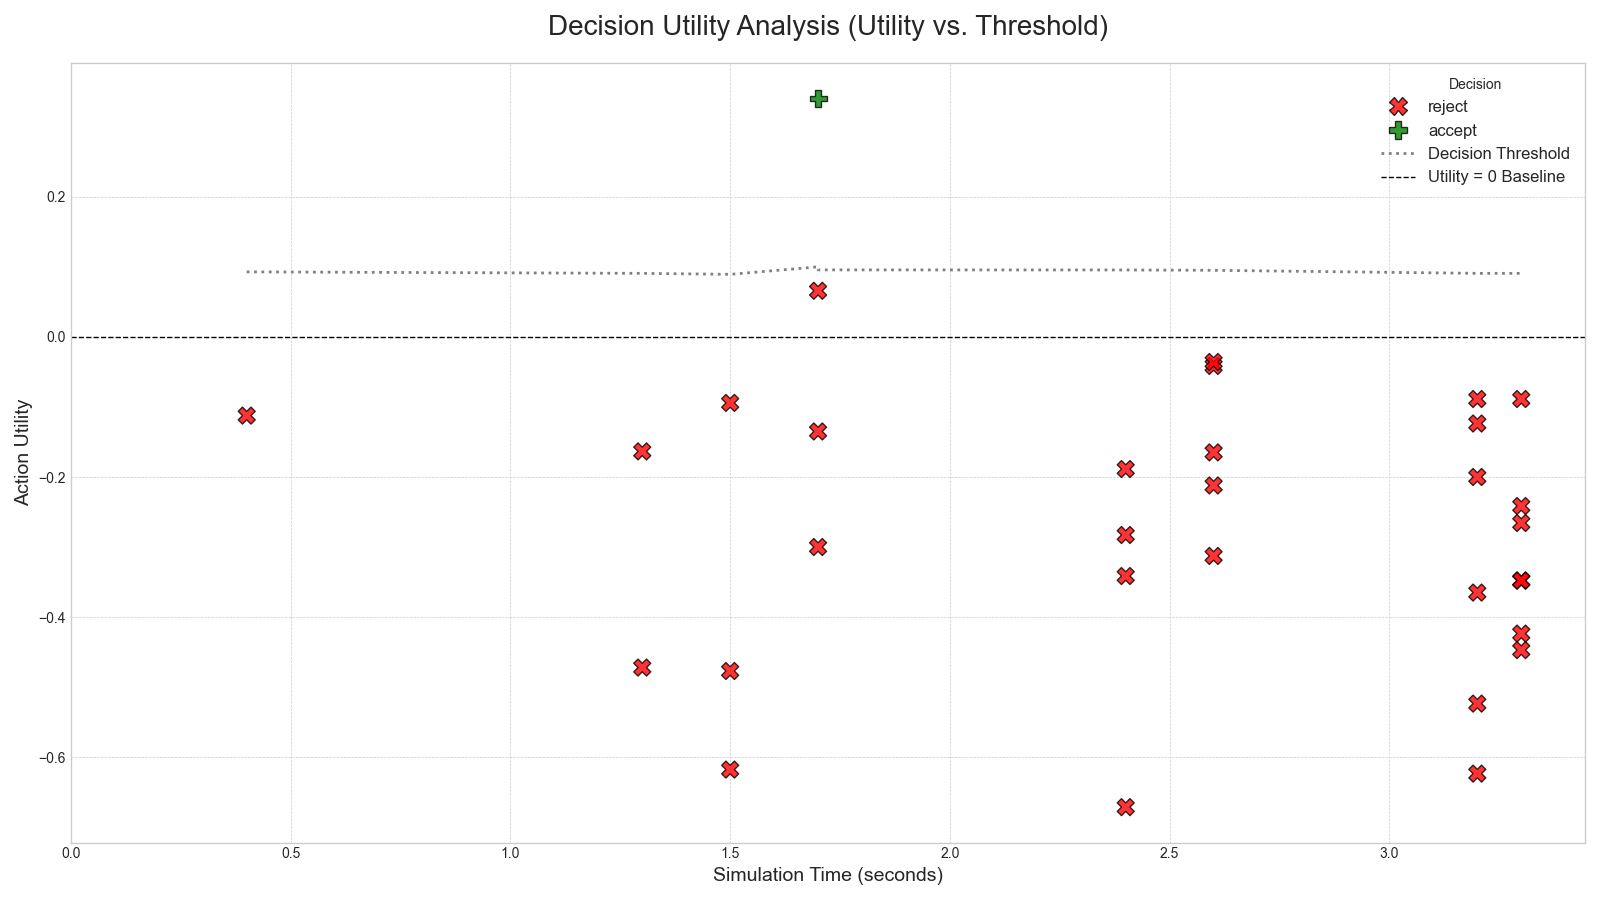 Decision Utility Analysis (Utility vs. Threshold)
Decision
reject
accept
Decision Threshold
Utility = 0 Baseline
Action Utility
0.2
0.0
−0.2
−0.4
−0.6
0.0 0.5 1.0 1.5 2.0 2.5 3.0
Simulation Time (seconds)